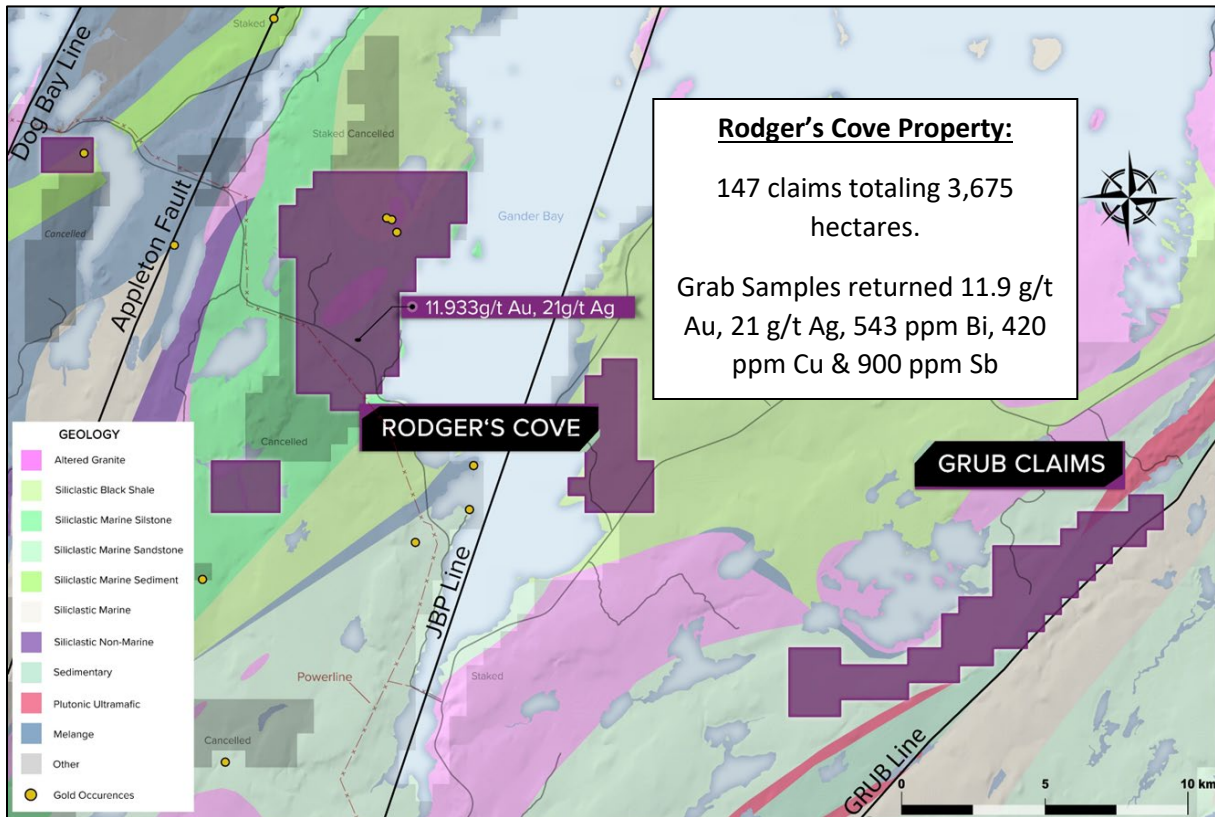 Staked
Dog Bay Line
Appleton Fault
Staked Cancelled
Cancelled
Gander Bay
Rodger's Cove Property:
147 claims totaling 3,675
hectares.
Grab Samples returned 11.9 g/t
Au, 21 g/t Ag, 543 ppm Bi, 420
ppm Cu & 900 ppm Sb
11.933g/t Au, 21g/t Ag
RODGER'S COVE
Cancelled
GRUB CLAIMS
JBP Line
Powerline
Staked
Cancelled
GRUB Line
GEOLOGY
Altered Granite
Siliclastic Black Shale
Siliclastic Marine Silstone
Siliclastic Marine Sandstone
Siliclastic Marine Sediment
Siliclastic Marine
Siliclastic Non-Marine
Sedimentary
Plutonic Ultramafic
Melange
Other
Gold Occurences
0 5 10 km